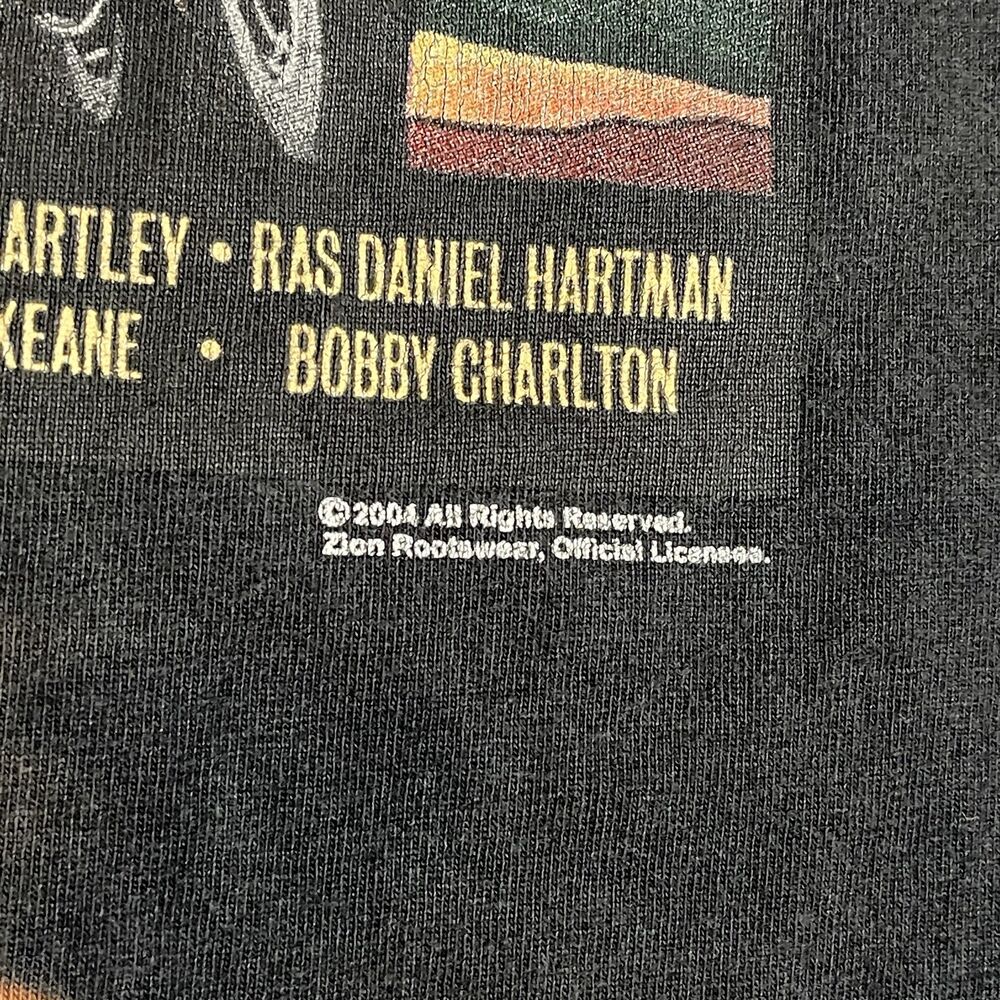 ARTLEY • RAS DANIEL HARTMAN
KEANE • BOBBY CHARLTON
©2004 All Rights Reserved.
Zion Rootswear, Official Licensee.